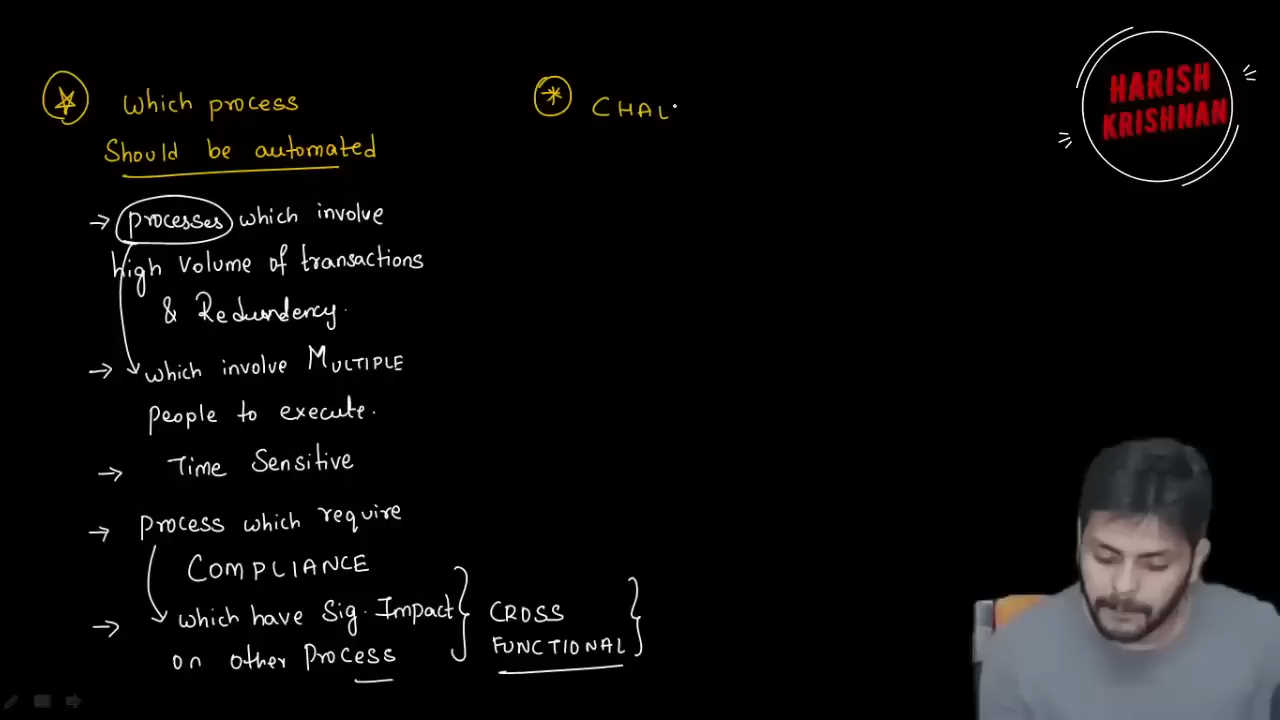 Which process
Should be automated
→ processes which involve
high Volume of transactions
& Redundency.
→ which involve MULTIPLE
people to execute.
→ Time Sensitive
→ process which require
COMPLIANCE
→ which have Sig. Impact
on other Process
CROSS
FUNCTIONAL
CHAL
HARISH
KRISHNAN